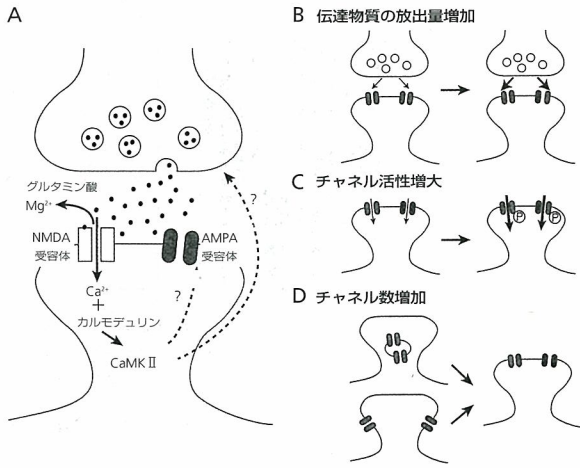 A
グルタミン酸
Mg²⁺
NMDA
受容体
AMPA
受容体
?
?
Ca²⁺
+
カルモデュリン
CaMKⅡ
B 伝達物質の放出量増加
C チャネル活性増大
P
P
D チャネル数増加